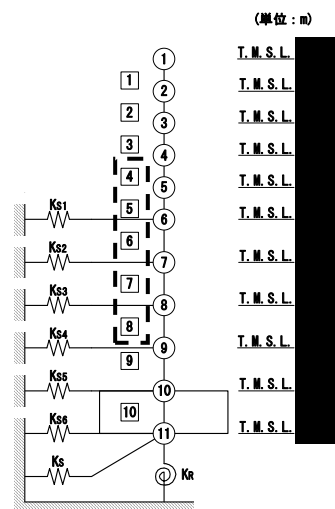 (単位：m)
① T.M.S.L.
1
② T.M.S.L.
2
③ T.M.S.L.
3
④ T.M.S.L.
4
⑤ T.M.S.L.
5
KS1 ⑥ T.M.S.L.
6
KS2 ⑦ T.M.S.L.
7
KS3 ⑧ T.M.S.L.
8
KS4 ⑨ T.M.S.L.
9
KS5 ⑩ T.M.S.L.
10
KS6 ⑪ T.M.S.L.
KS KR